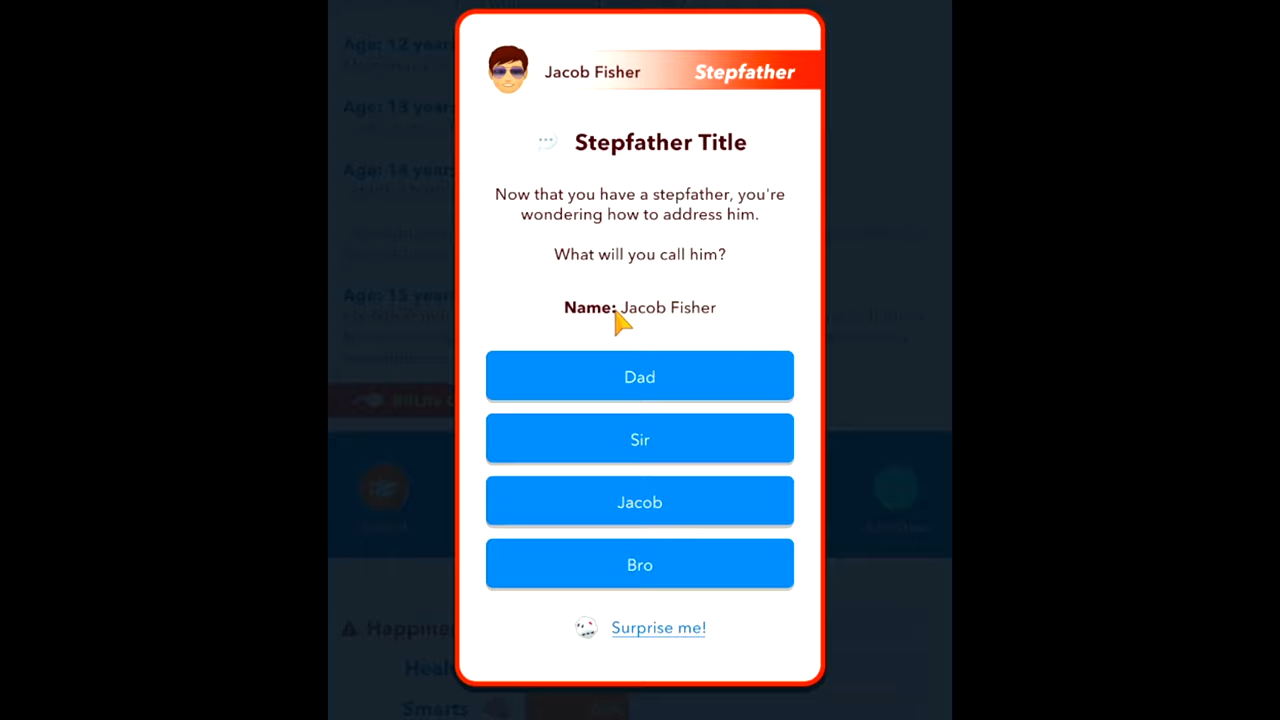 Jacob Fisher
Stepfather
Stepfather Title
Now that you have a stepfather, you're
wondering how to address him.
What will you call him?
Name: Jacob Fisher
Dad
Sir
Jacob
Bro
Surprise me!
Age: 12 years
Age: 13 years
Age: 14 years
Age: 15 years
Smarts